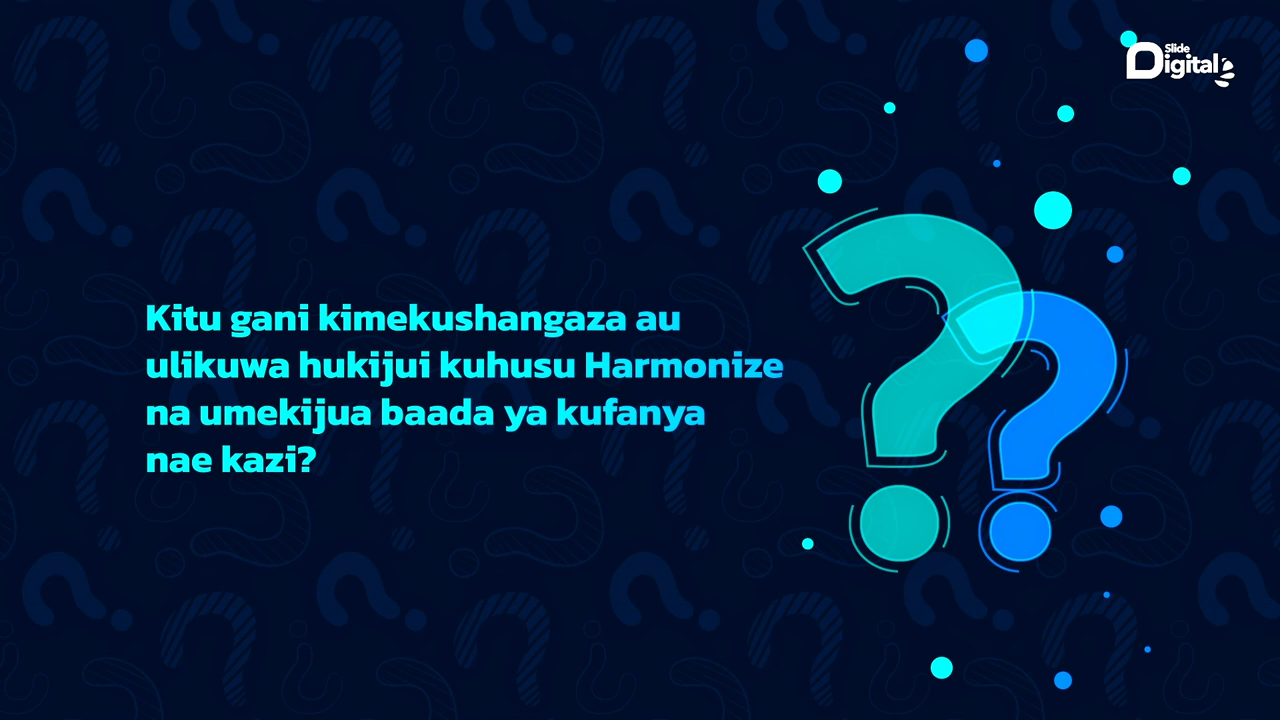 Slide
Digital
Kitu gani kimekushangaza au
ulikuwa hukijui kuhusu Harmonize
na umekijua baada ya kufanya
nae kazi?